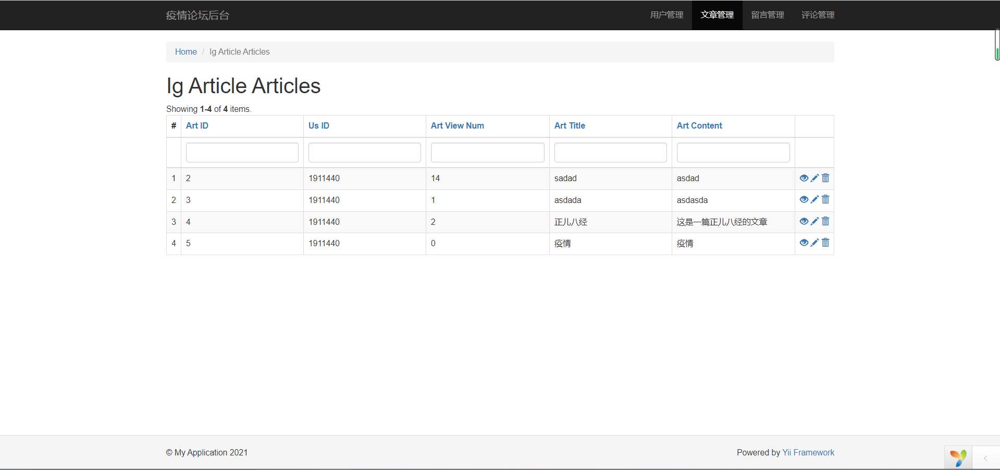 疫情论坛后台 用户管理 文章管理 留言管理 评论管理
Home / Ig Article Articles
Ig Article Articles
Showing 1-4 of 4 items.
# Art ID Us ID Art View Num Art Title Art Content
1 2 1911440 14 sadad asdad
2 3 1911440 1 asdada asdasda
3 4 1911440 2 正儿八经 这是一篇正儿八经的文章
4 5 1911440 0 疫情 疫情
© My Application 2021 Powered by Yii Framework